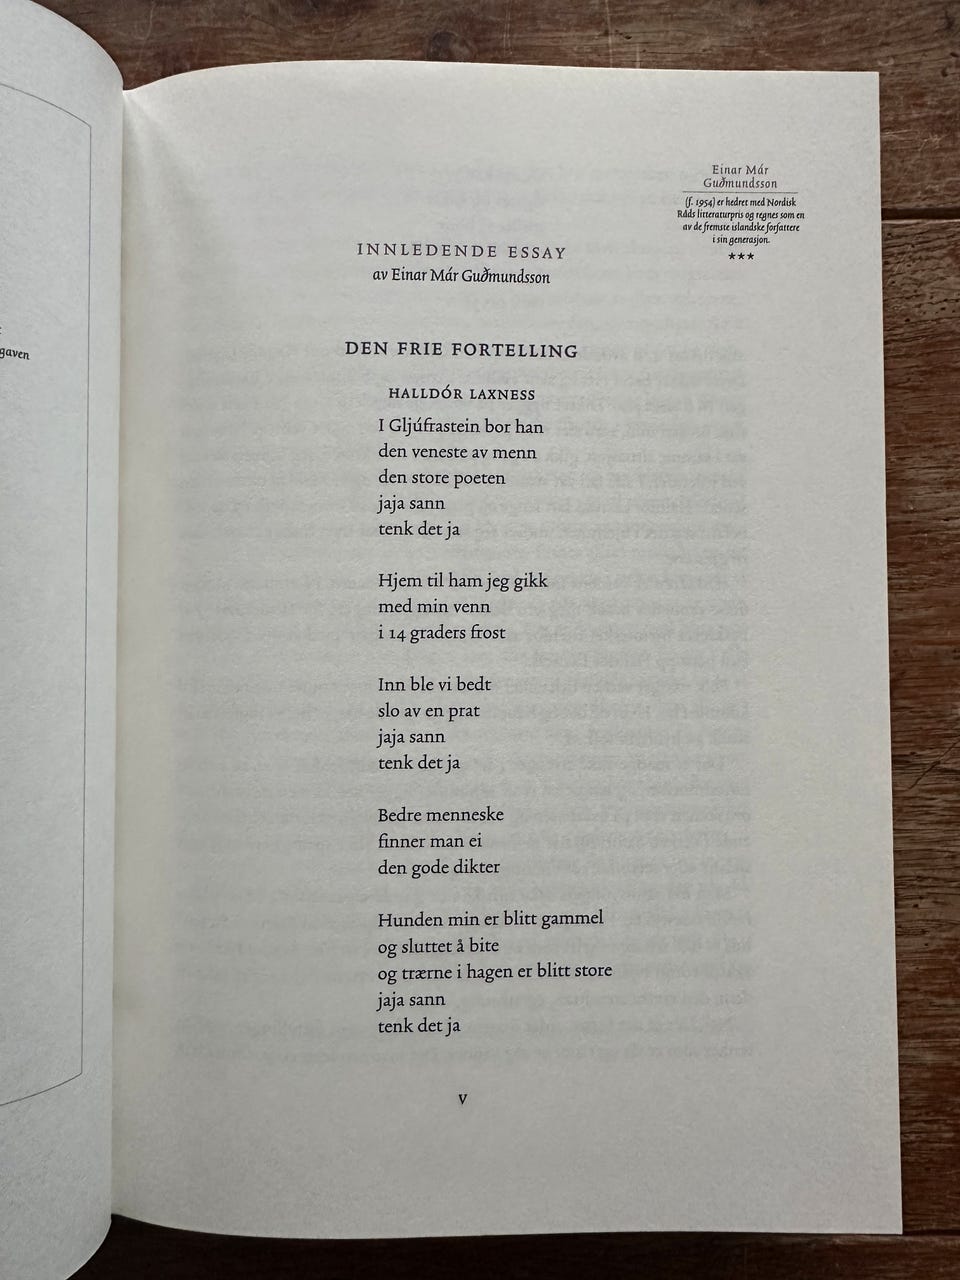 gaven
Einar Már
Guðmundsson
(f. 1954) er hedret med Nordisk
Råds litteraturpris og regnes som en
av de fremste islandske forfattere
i sin generasjon.
***
INNLEDENDE ESSAY
av Einar Már Guðmundsson
DEN FRIE FORTELLING
HALLDÓR LAXNESS
I Gljúfrastein bor han
den veneste av menn
den store poeten
jaja sann
tenk det ja
Hjem til ham jeg gikk
med min venn
i 14 graders frost
Inn ble vi bedt
slo av en prat
jaja sann
tenk det ja
Bedre menneske
finner man ei
den gode dikter
Hunden min er blitt gammel
og sluttet å bite
og trærne i hagen er blitt store
jaja sann
tenk det ja
V